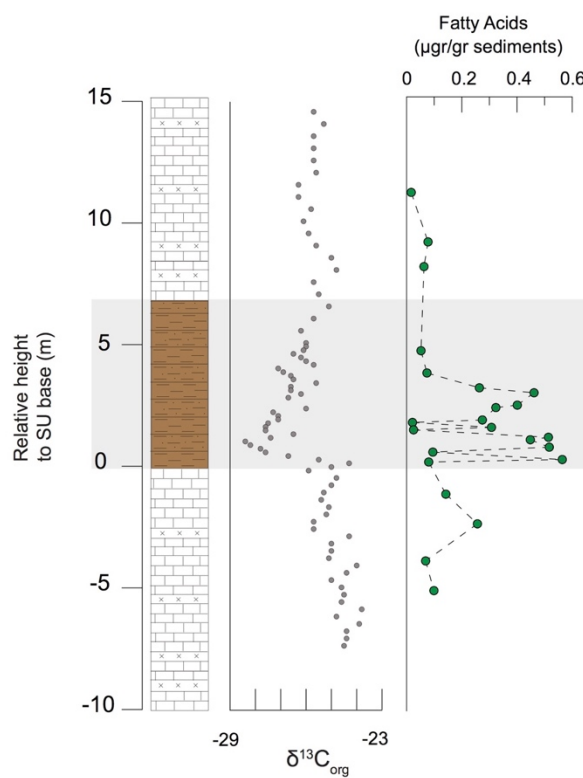 Fatty Acids
(µgr/gr sediments)
0 0.2 0.4 0.6
15
10
5
0
-5
-10
Relative height
to SU base (m)
-29 -23
δ¹³C_org